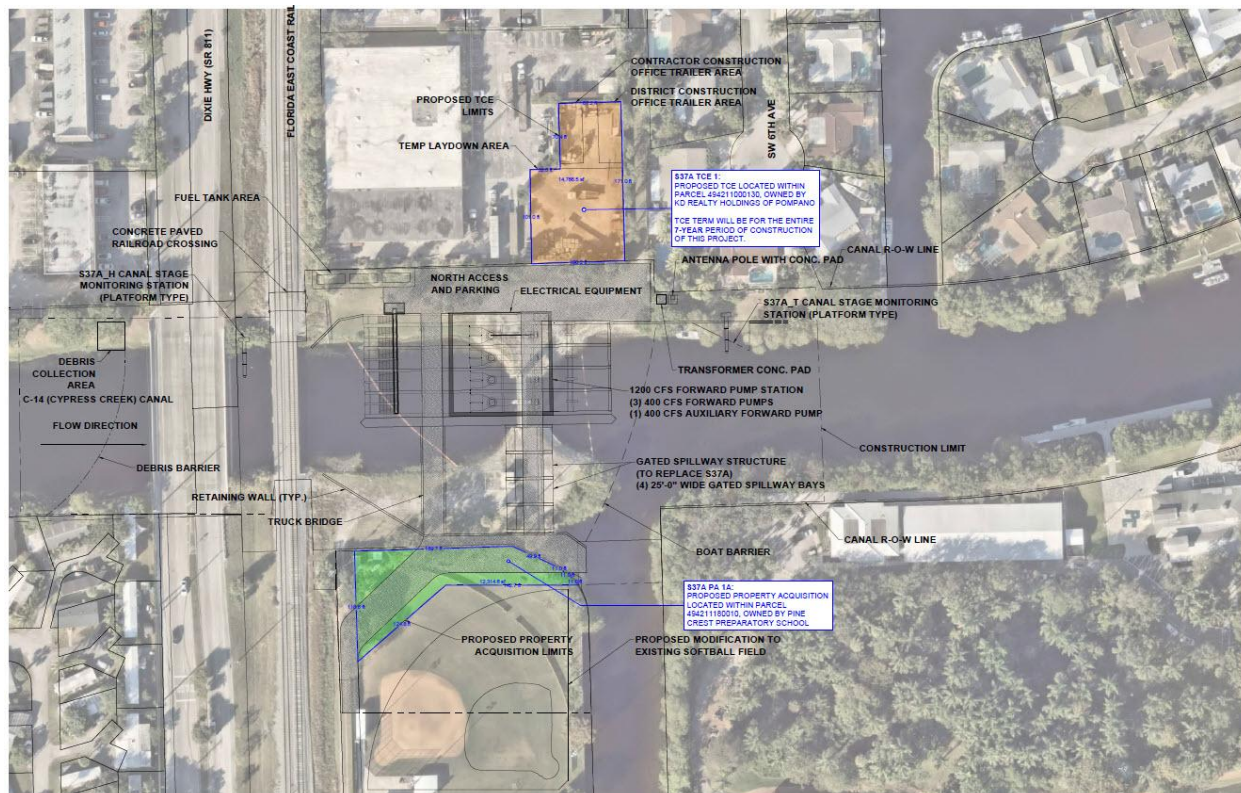 DIXIE HWY (SR 811)
FLORIDA EAST COAST RAIL
CONTRACTOR CONSTRUCTION
OFFICE TRAILER AREA
DISTRICT CONSTRUCTION
OFFICE TRAILER AREA
PROPOSED TCE
LIMITS
TEMP LAYDOWN AREA
SW 6TH AVE
14,786.5 sf
171.0 ft
S37A TCE 1:
PROPOSED TCE LOCATED WITHIN
PARCEL 494211000130, OWNED BY
KD REALTY HOLDINGS OF POMPANO
TCE TERM WILL BE FOR THE ENTIRE
7-YEAR PERIOD OF CONSTRUCTION
OF THIS PROJECT.
FUEL TANK AREA
CONCRETE PAVED
RAILROAD CROSSING
S37A_H CANAL STAGE
MONITORING STATION
(PLATFORM TYPE)
NORTH ACCESS
AND PARKING
ELECTRICAL EQUIPMENT
ANTENNA POLE WITH CONC. PAD
CANAL R-O-W LINE
S37A_T CANAL STAGE MONITORING
STATION (PLATFORM TYPE)
DEBRIS
COLLECTION
AREA
C-14 (CYPRESS CREEK) CANAL
FLOW DIRECTION
DEBRIS BARRIER
TRANSFORMER CONC. PAD
1200 CFS FORWARD PUMP STATION
(3) 400 CFS FORWARD PUMPS
(1) 400 CFS AUXILIARY FORWARD PUMP
CONSTRUCTION LIMIT
GATED SPILLWAY STRUCTURE
(TO REPLACE S37A)
(4) 25'-0" WIDE GATED SPILLWAY BAYS
RETAINING WALL (TYP.)
TRUCK BRIDGE
CANAL R-O-W LINE
BOAT BARRIER
S37A PA 1A:
PROPOSED PROPERTY ACQUISITION
LOCATED WITHIN PARCEL
494211180010, OWNED BY PINE
CREST PREPARATORY SCHOOL
PROPOSED PROPERTY
ACQUISITION LIMITS
PROPOSED MODIFICATION TO
EXISTING SOFTBALL FIELD